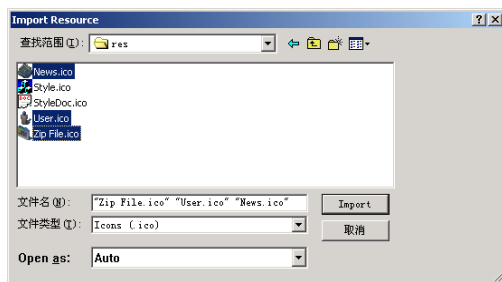 Import Resource
查找范围(I): res
News.ico
Style.ico
StyleDoc.ico
User.ico
Zip File.ico
文件名(N): "Zip File.ico" "User.ico" "News.ico" Import
文件类型(T): Icons (.ico) 取消
Open as: Auto